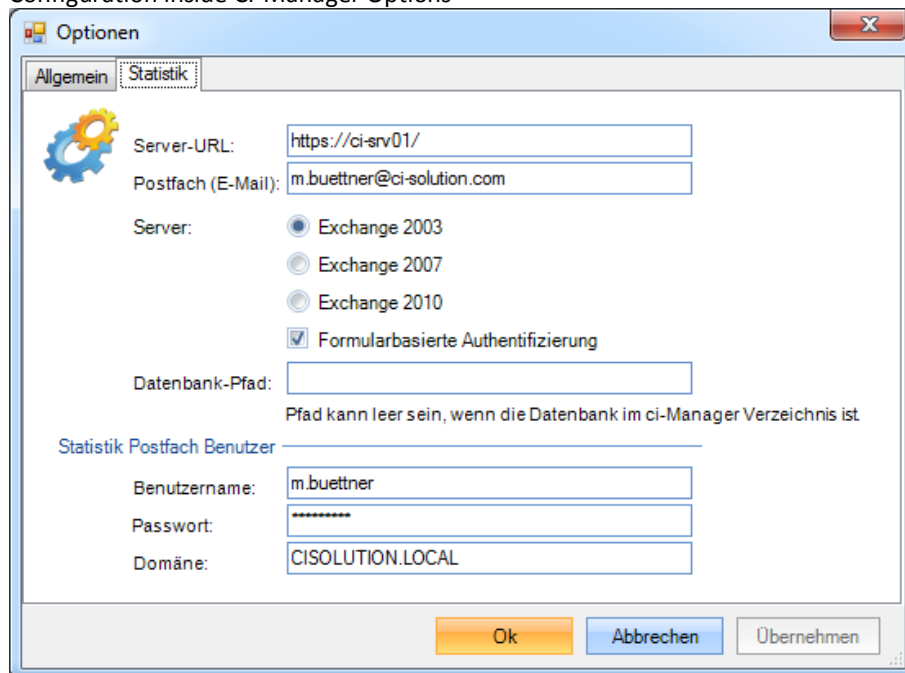 Configuration inside Ci-Manager Options
Optionen
Allgemein Statistik
Server-URL: https://ci-srv01/
Postfach (E-Mail): m.buettner@ci-solution.com
Server: Exchange 2003
Exchange 2007
Exchange 2010
Formularbasierte Authentifizierung
Datenbank-Pfad:
Pfad kann leer sein, wenn die Datenbank im ci-Manager Verzeichnis ist
Statistik Postfach Benutzer
Benutzername: m.buettner
Passwort: *********
Domäne: CISOLUTION.LOCAL
Ok Abbrechen Übernehmen